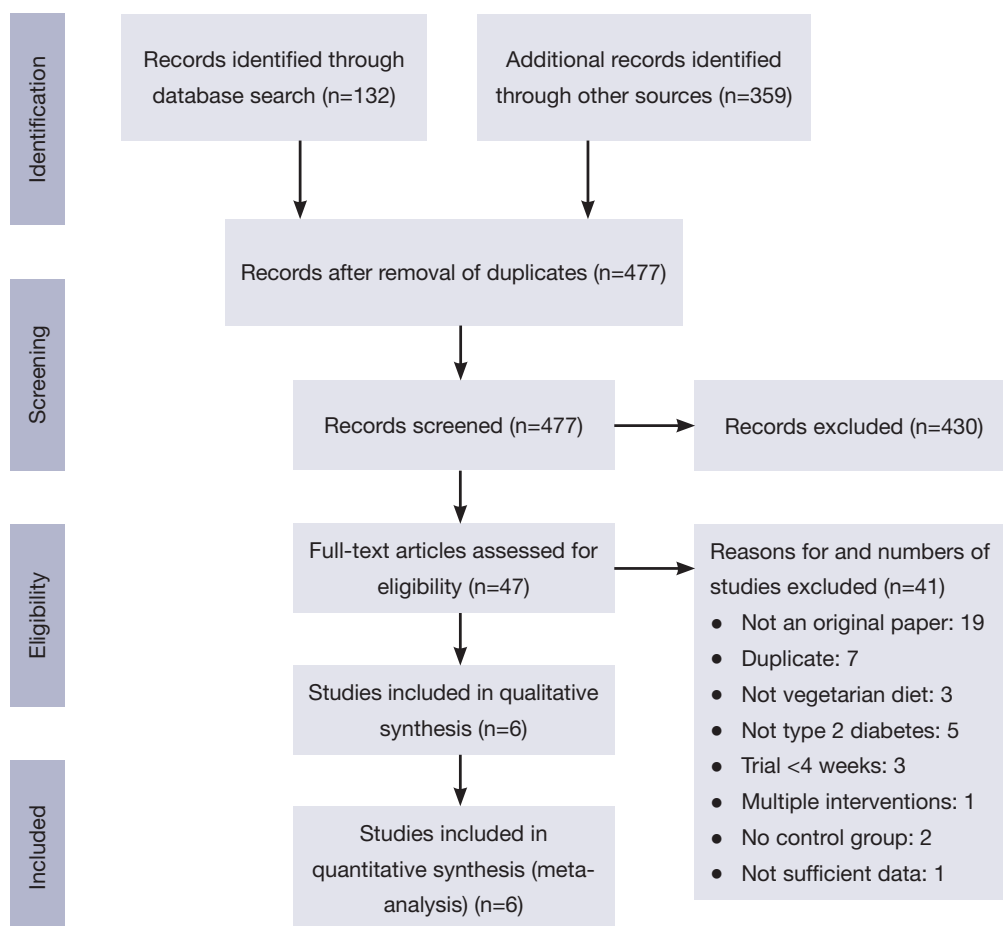 Identification
Records identified through
database search (n=132)
Additional records identified
through other sources (n=359)
Records after removal of duplicates (n=477)
Screening
Records screened (n=477)
Records excluded (n=430)
Eligibility
Full-text articles assessed for
eligibility (n=47)
Reasons for and numbers of
studies excluded (n=41)
● Not an original paper: 19
● Duplicate: 7
● Not vegetarian diet: 3
● Not type 2 diabetes: 5
● Trial <4 weeks: 3
● Multiple interventions: 1
● No control group: 2
● Not sufficient data: 1
Studies included in qualitative
synthesis (n=6)
Included
Studies included in
quantitative synthesis (meta-
analysis) (n=6)